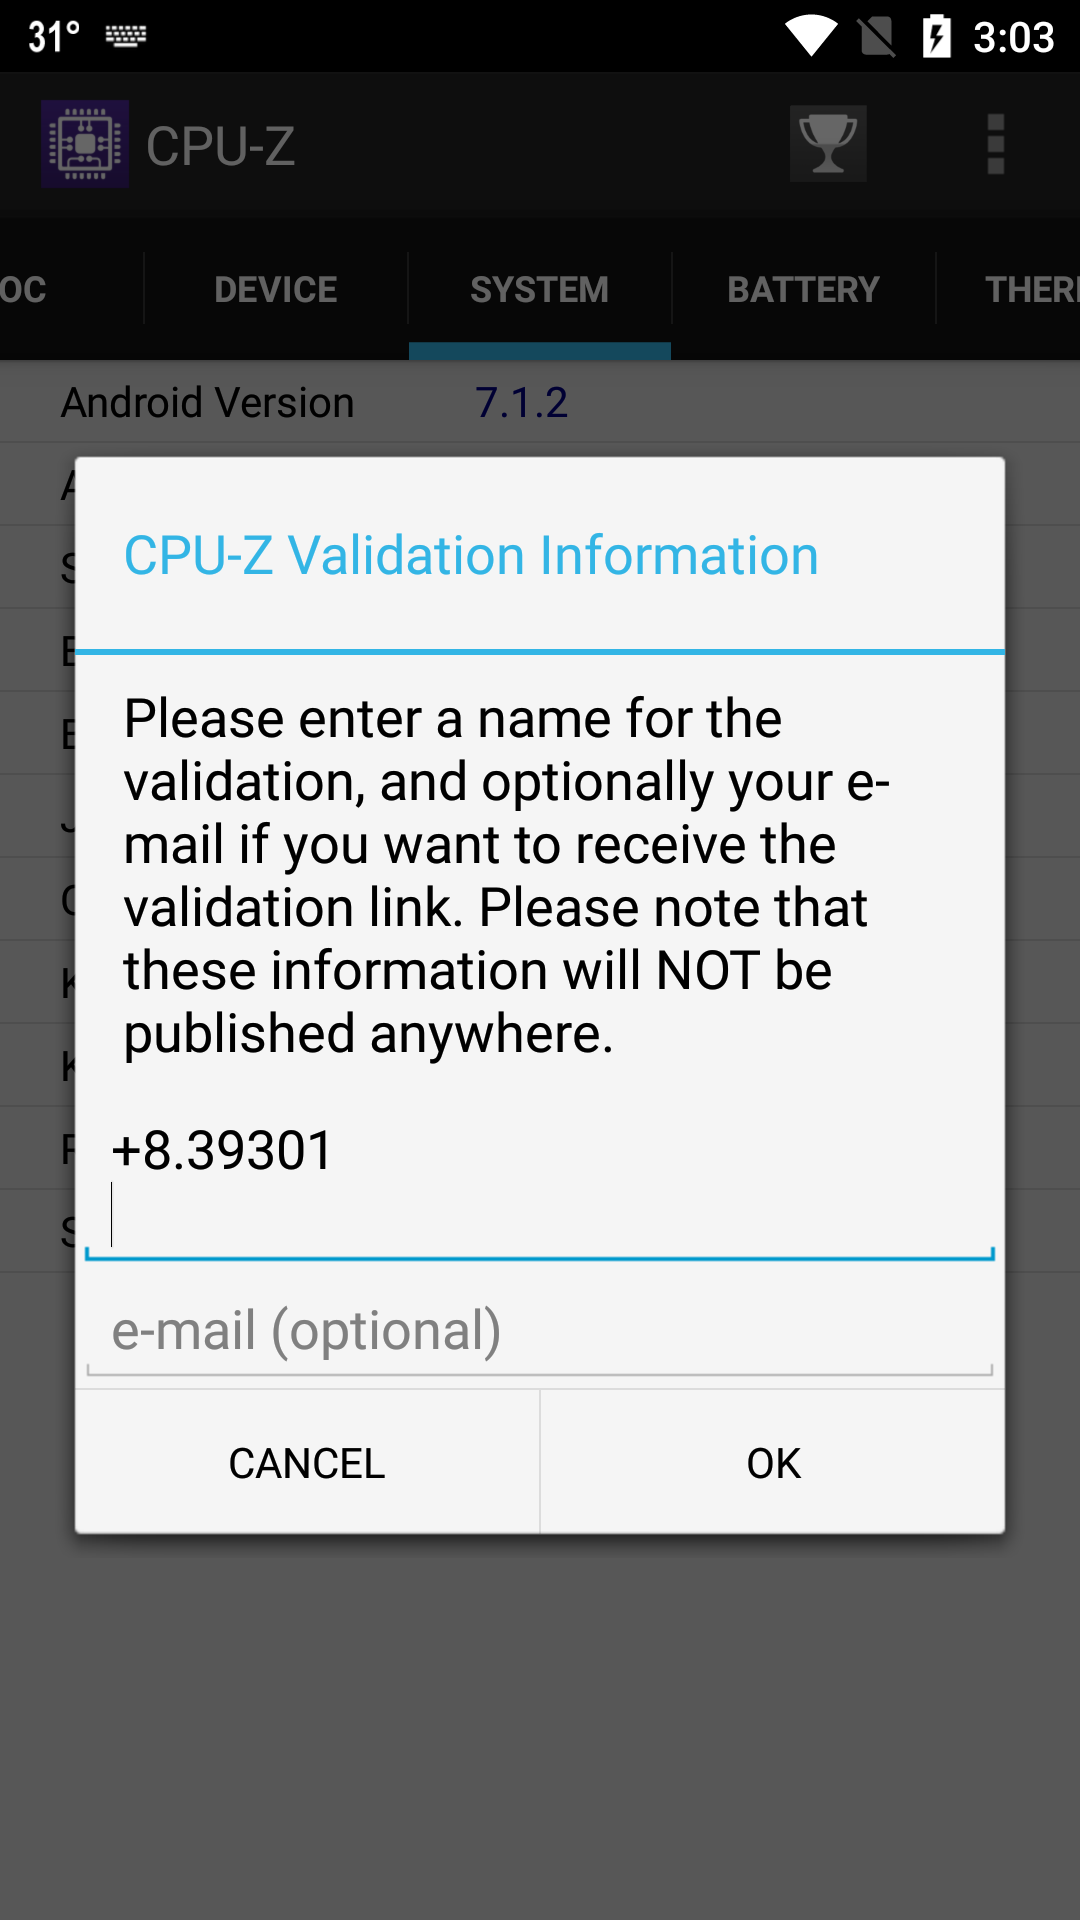 31°
3:03
CPU-Z
OC
DEVICE
SYSTEM
BATTERY
Android Version
7.1.2
CPU-Z Validation Information
Please enter a name for the
validation, and optionally your e-
mail if you want to receive the
validation link. Please note that
these information will NOT be
published anywhere.
+8.39301
e-mail (optional)
CANCEL
OK